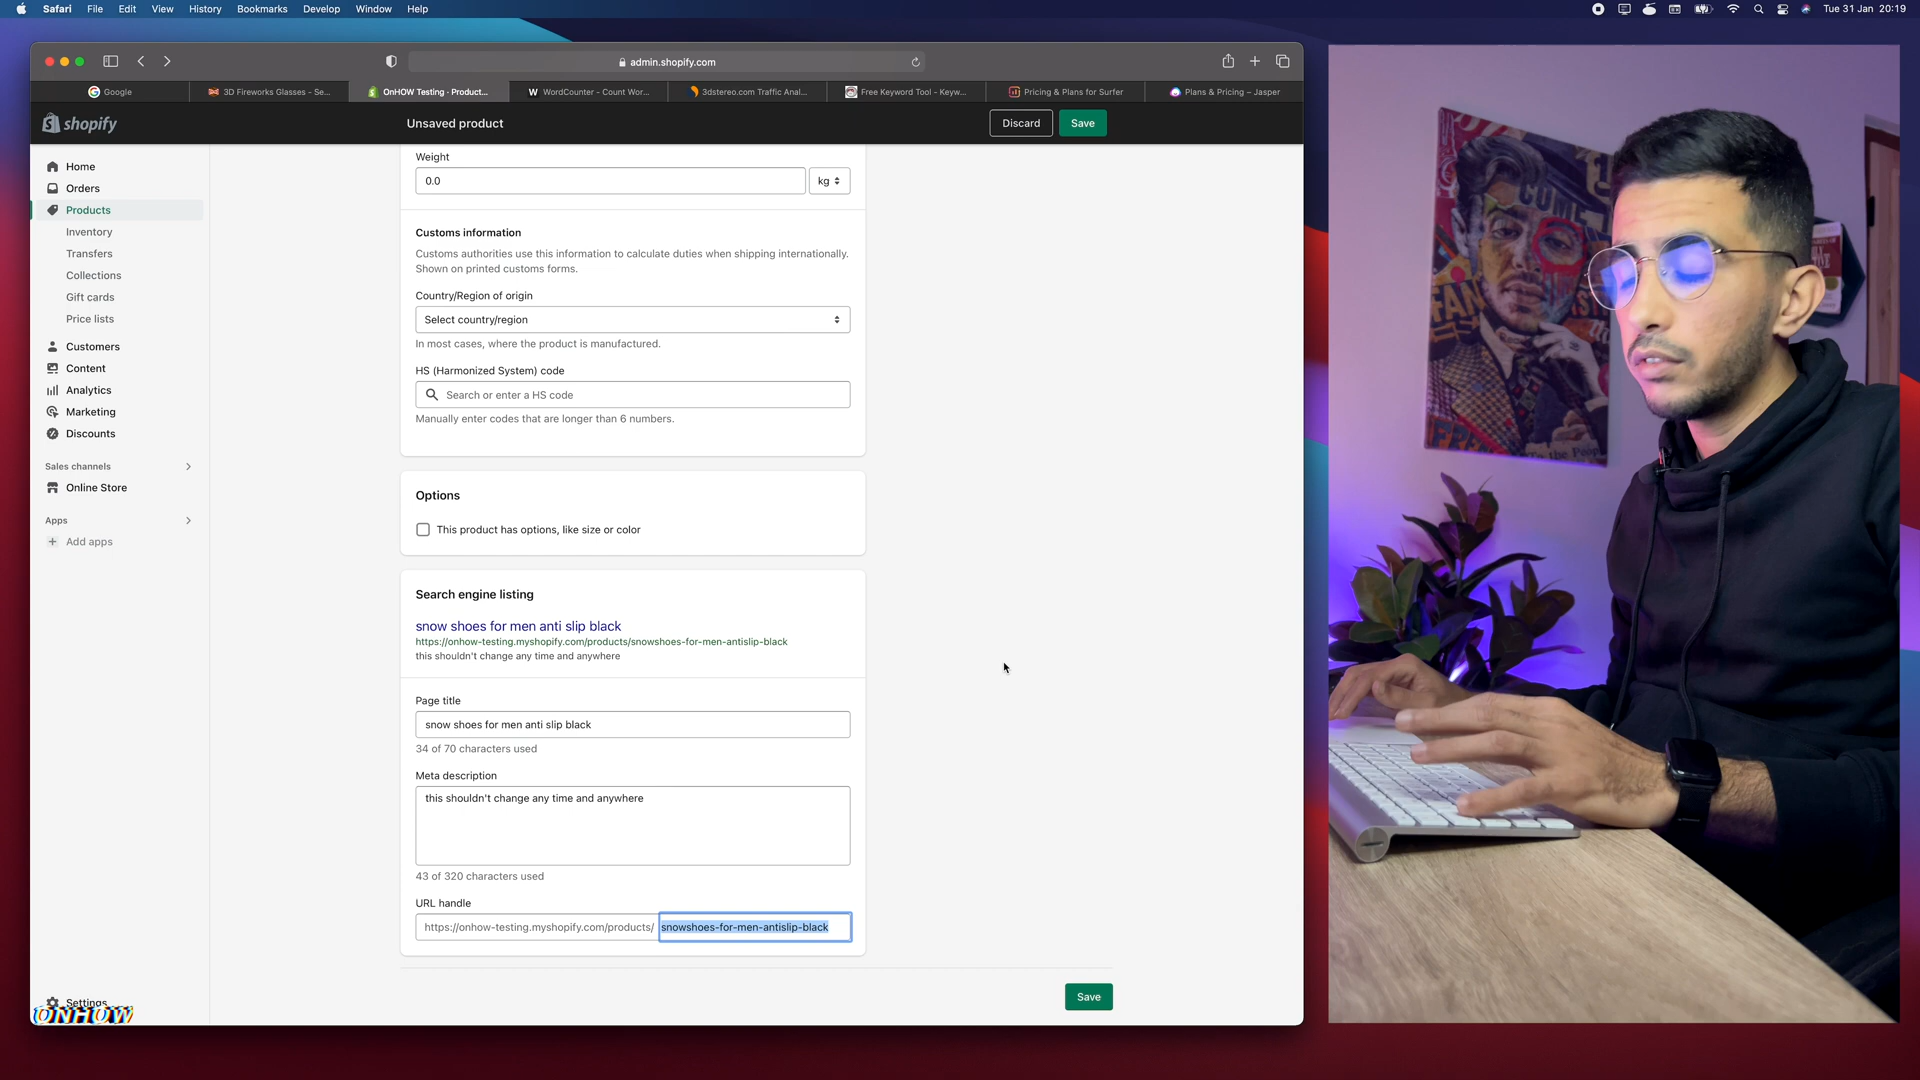 Safari File Edit View History Bookmarks Develop Window Help Tue 31 Jan 20:19
admin.shopify.com
Google 3D Fireworks Glasses - Se... OnHOW Testing · Product... WordCounter - Count Wor... 3dstereo.com Traffic Anal... Free Keyword Tool - Keyw... Pricing & Plans for Surfer Plans & Pricing – Jasper
shopify Unsaved product Discard Save
Home
Orders
Products
Inventory
Transfers
Collections
Gift cards
Price lists
Customers
Content
Analytics
Marketing
Discounts
Sales channels
Online Store
Apps
Add apps
Settings
ONHOW
Weight
0.0 kg
Customs information
Customs authorities use this information to calculate duties when shipping internationally.
Shown on printed customs forms.
Country/Region of origin
Select country/region
In most cases, where the product is manufactured.
HS (Harmonized System) code
Search or enter a HS code
Manually enter codes that are longer than 6 numbers.
Options
This product has options, like size or color
Search engine listing
snow shoes for men anti slip black
https://onhow-testing.myshopify.com/products/snowshoes-for-men-antislip-black
this shouldn't change any time and anywhere
Page title
snow shoes for men anti slip black
34 of 70 characters used
Meta description
this shouldn't change any time and anywhere
43 of 320 characters used
URL handle
https://onhow-testing.myshopify.com/products/ snowshoes-for-men-antislip-black
Save